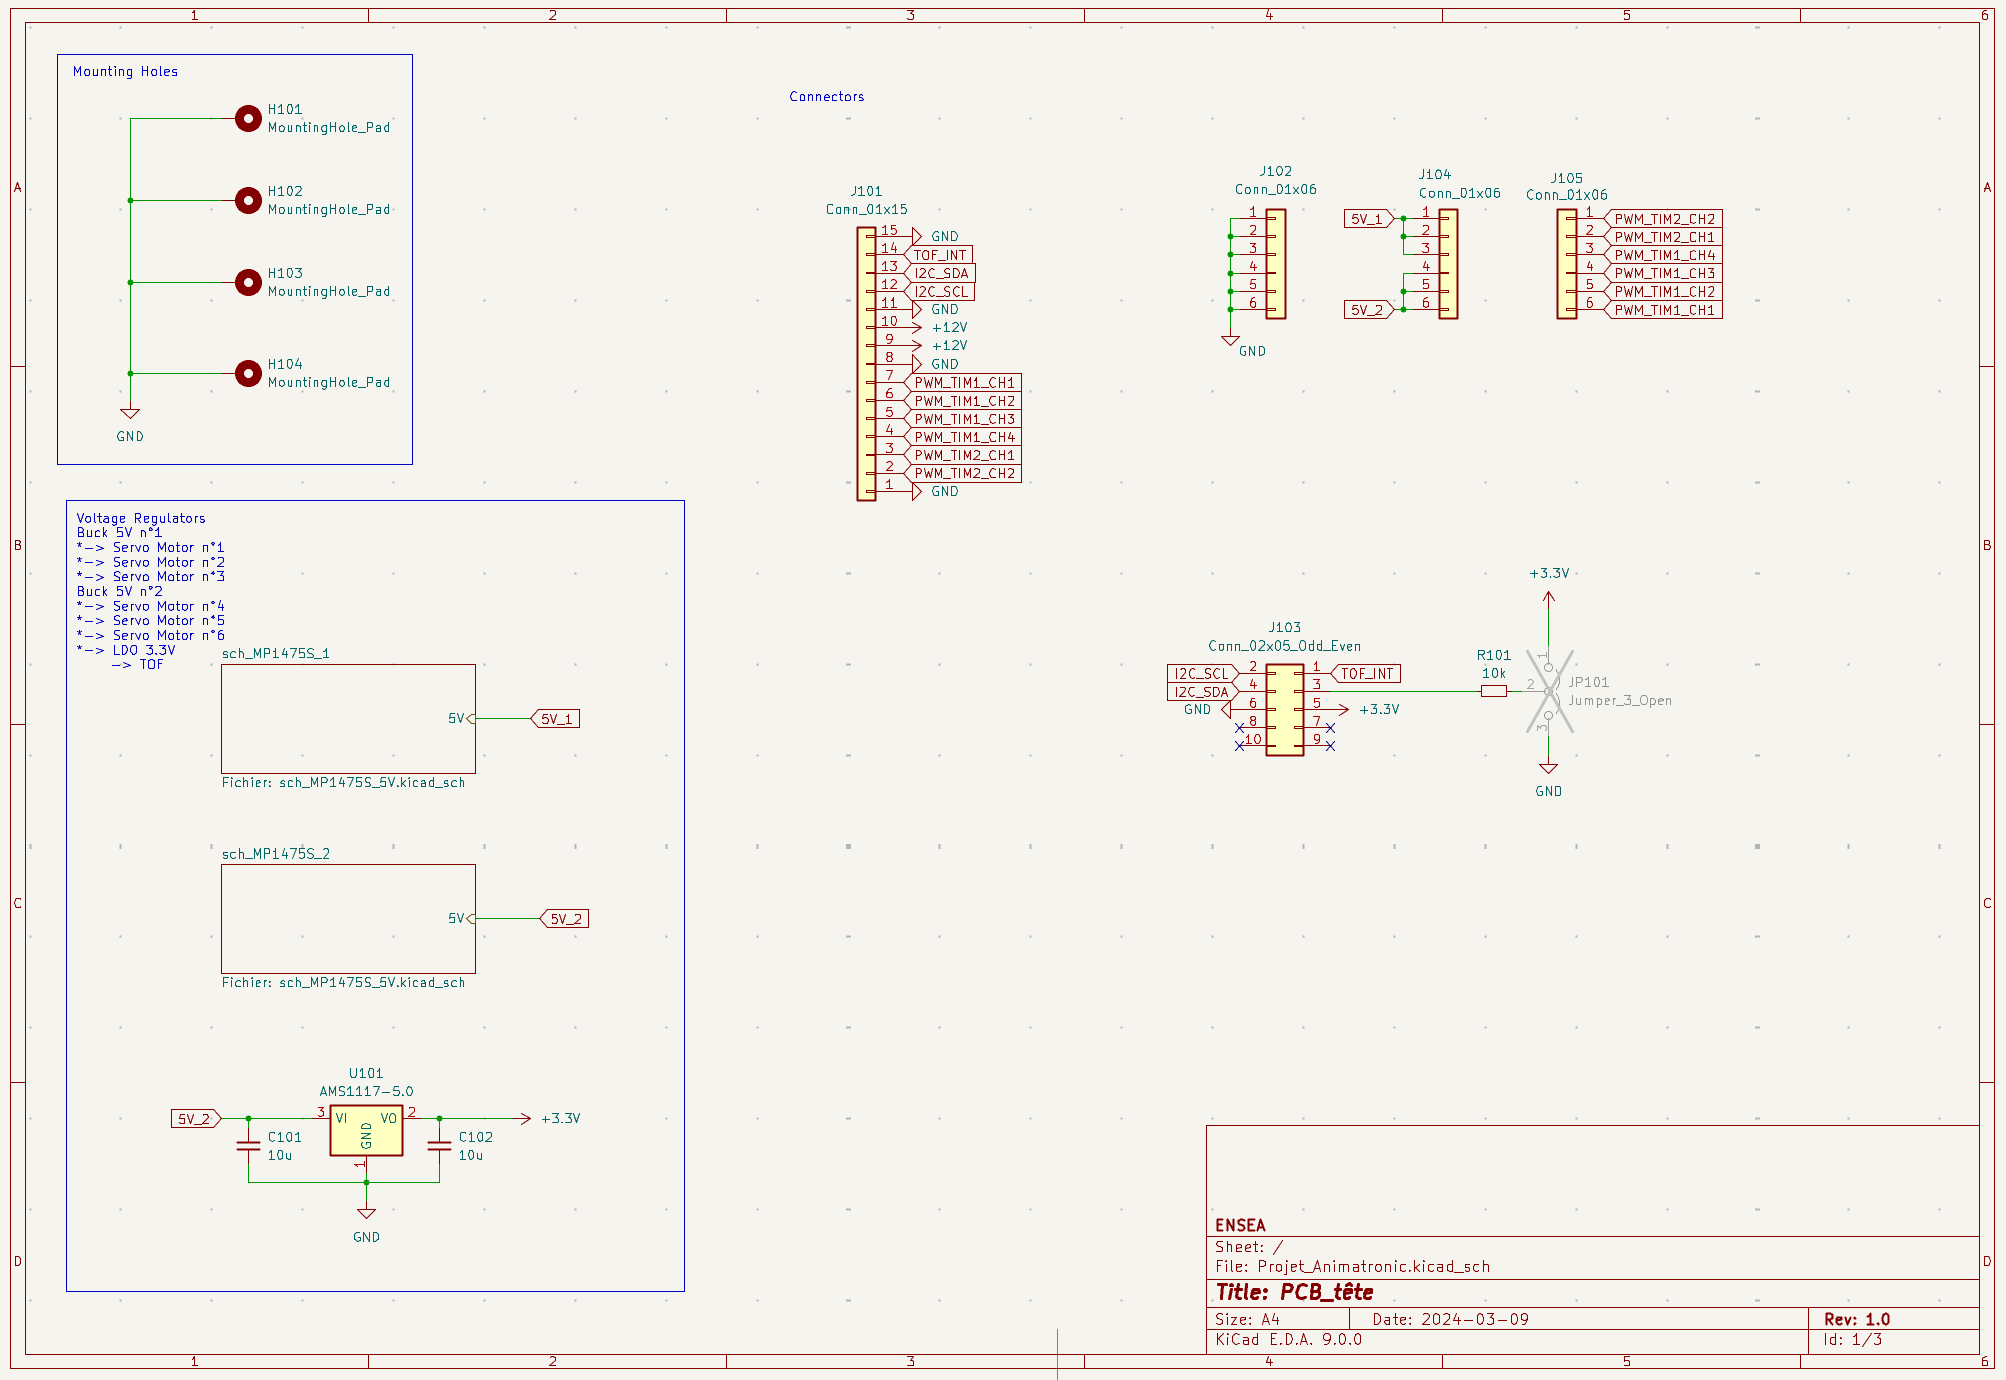 1 2 3 4 5 6
Mounting Holes
H101
MountingHole_Pad
H102
MountingHole_Pad
H103
MountingHole_Pad
H104
MountingHole_Pad
GND
Connectors
J101
Conn_01x15
15 GND
14 TOF_INT
13 I2C_SDA
12 I2C_SCL
11 GND
10 +12V
9 +12V
8 GND
7 PWM_TIM1_CH1
6 PWM_TIM1_CH2
5 PWM_TIM1_CH3
4 PWM_TIM1_CH4
3 PWM_TIM2_CH1
2 PWM_TIM2_CH2
1 GND
J102
Conn_01x06
1
2
3
4
5
6
GND
J104
Conn_01x06
5V_1 1
2
3
4
5
5V_2 6
J105
Conn_01x06
1 PWM_TIM2_CH2
2 PWM_TIM2_CH1
3 PWM_TIM1_CH4
4 PWM_TIM1_CH3
5 PWM_TIM1_CH2
6 PWM_TIM1_CH1
A A
B B
C C
D D
Voltage Regulators
Buck 5V n°1
*-> Servo Motor n°1
*-> Servo Motor n°2
*-> Servo Motor n°3
Buck 5V n°2
*-> Servo Motor n°4
*-> Servo Motor n°5
*-> Servo Motor n°6
*-> LDO 3.3V
-> TOF
sch_MP1475S_1
5V 5V_1
Fichier: sch_MP1475S_5V.kicad_sch
sch_MP1475S_2
5V 5V_2
Fichier: sch_MP1475S_5V.kicad_sch
U101
AMS1117-5.0
5V_2 3 VI VO 2 +3.3V
GND
1
C101
10u
C102
10u
GND
J103
Conn_02x05_Odd_Even
I2C_SCL 2 1 TOF_INT
I2C_SDA 4 3
GND 6 5 +3.3V
8 7
10 9
R101
10k
+3.3V
1
2
3
JP101
Jumper_3_Open
GND
ENSEA
Sheet: /
File: Projet_Animatronic.kicad_sch
Title: PCB_tête
Size: A4 Date: 2024-03-09 Rev: 1.0
KiCad E.D.A. 9.0.0 Id: 1/3
1 2 3 4 5 6